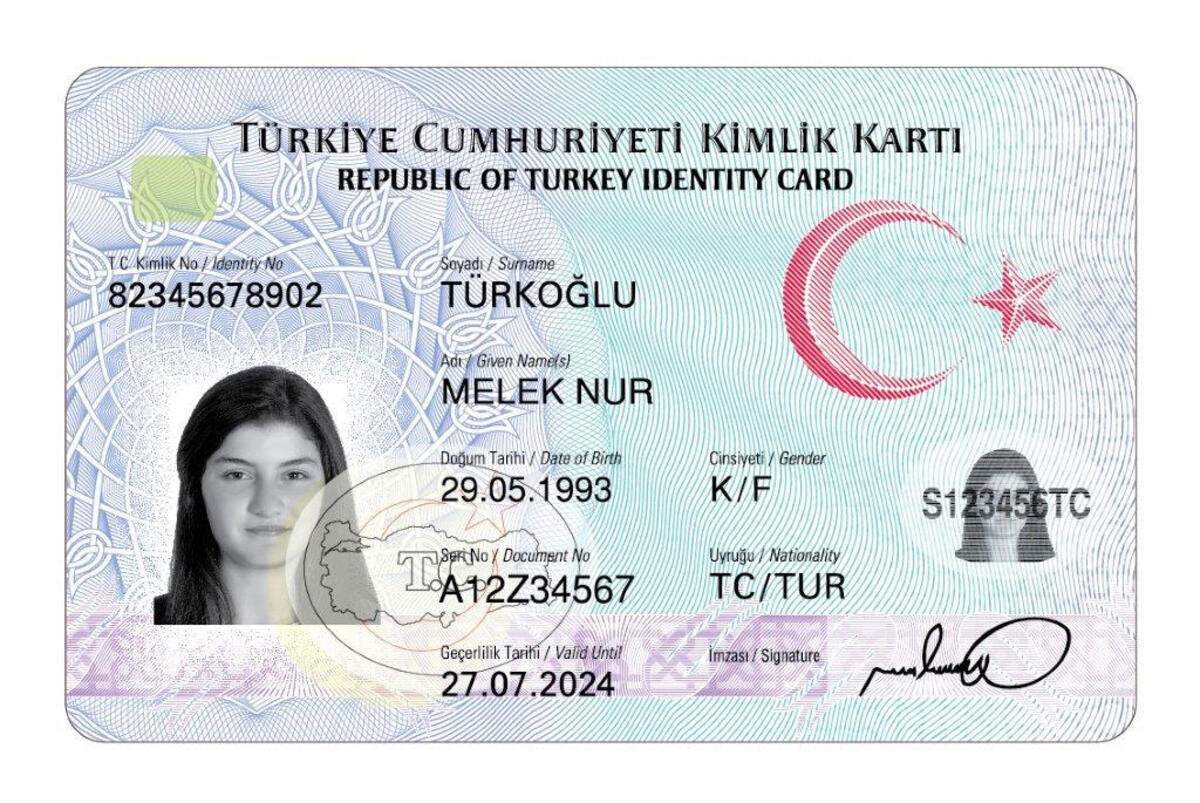 TÜRKİYE CUMHURİYETİ KİMLİK KARTI
REPUBLIC OF TURKEY IDENTITY CARD
T.C. Kimlik No / Identity No
82345678902
Soyadı / Surname
TÜRKOĞLU
Adı / Given Name(s)
MELEK NUR
Doğum Tarihi / Date of Birth
29.05.1993
Cinsiyeti / Gender
K/F
S123456TC
Seri No / Document No
A12Z34567
T.C.
Uyruğu / Nationality
TC/TUR
Geçerlilik Tarihi / Valid Until
27.07.2024
İmzası / Signature